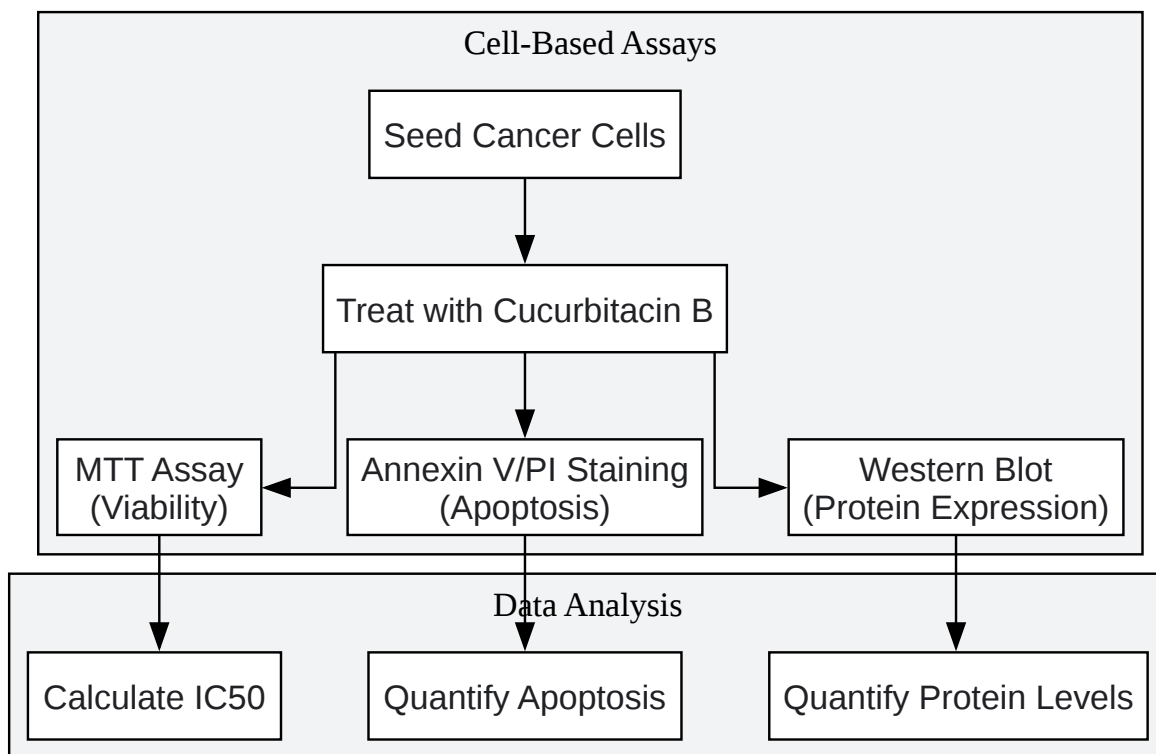 Cell-Based Assays
Seed Cancer Cells
Treat with Cucurbitacin B
MTT Assay
(Viability)
Annexin V/PI Staining
(Apoptosis)
Western Blot
(Protein Expression)
Data Analysis
Calculate IC50
Quantify Apoptosis
Quantify Protein Levels